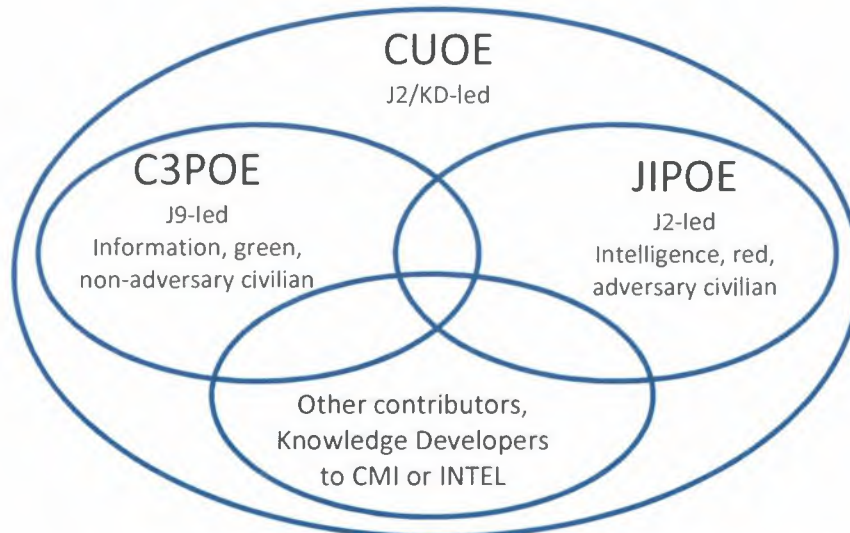 CUOE
J2/KD-led
C3POE
J9-led
Information, green,
non-adversary civilian
JIPOE
J2-led
Intelligence, red,
adversary civilian
Other contributors,
Knowledge Developers
to CMI or INTEL